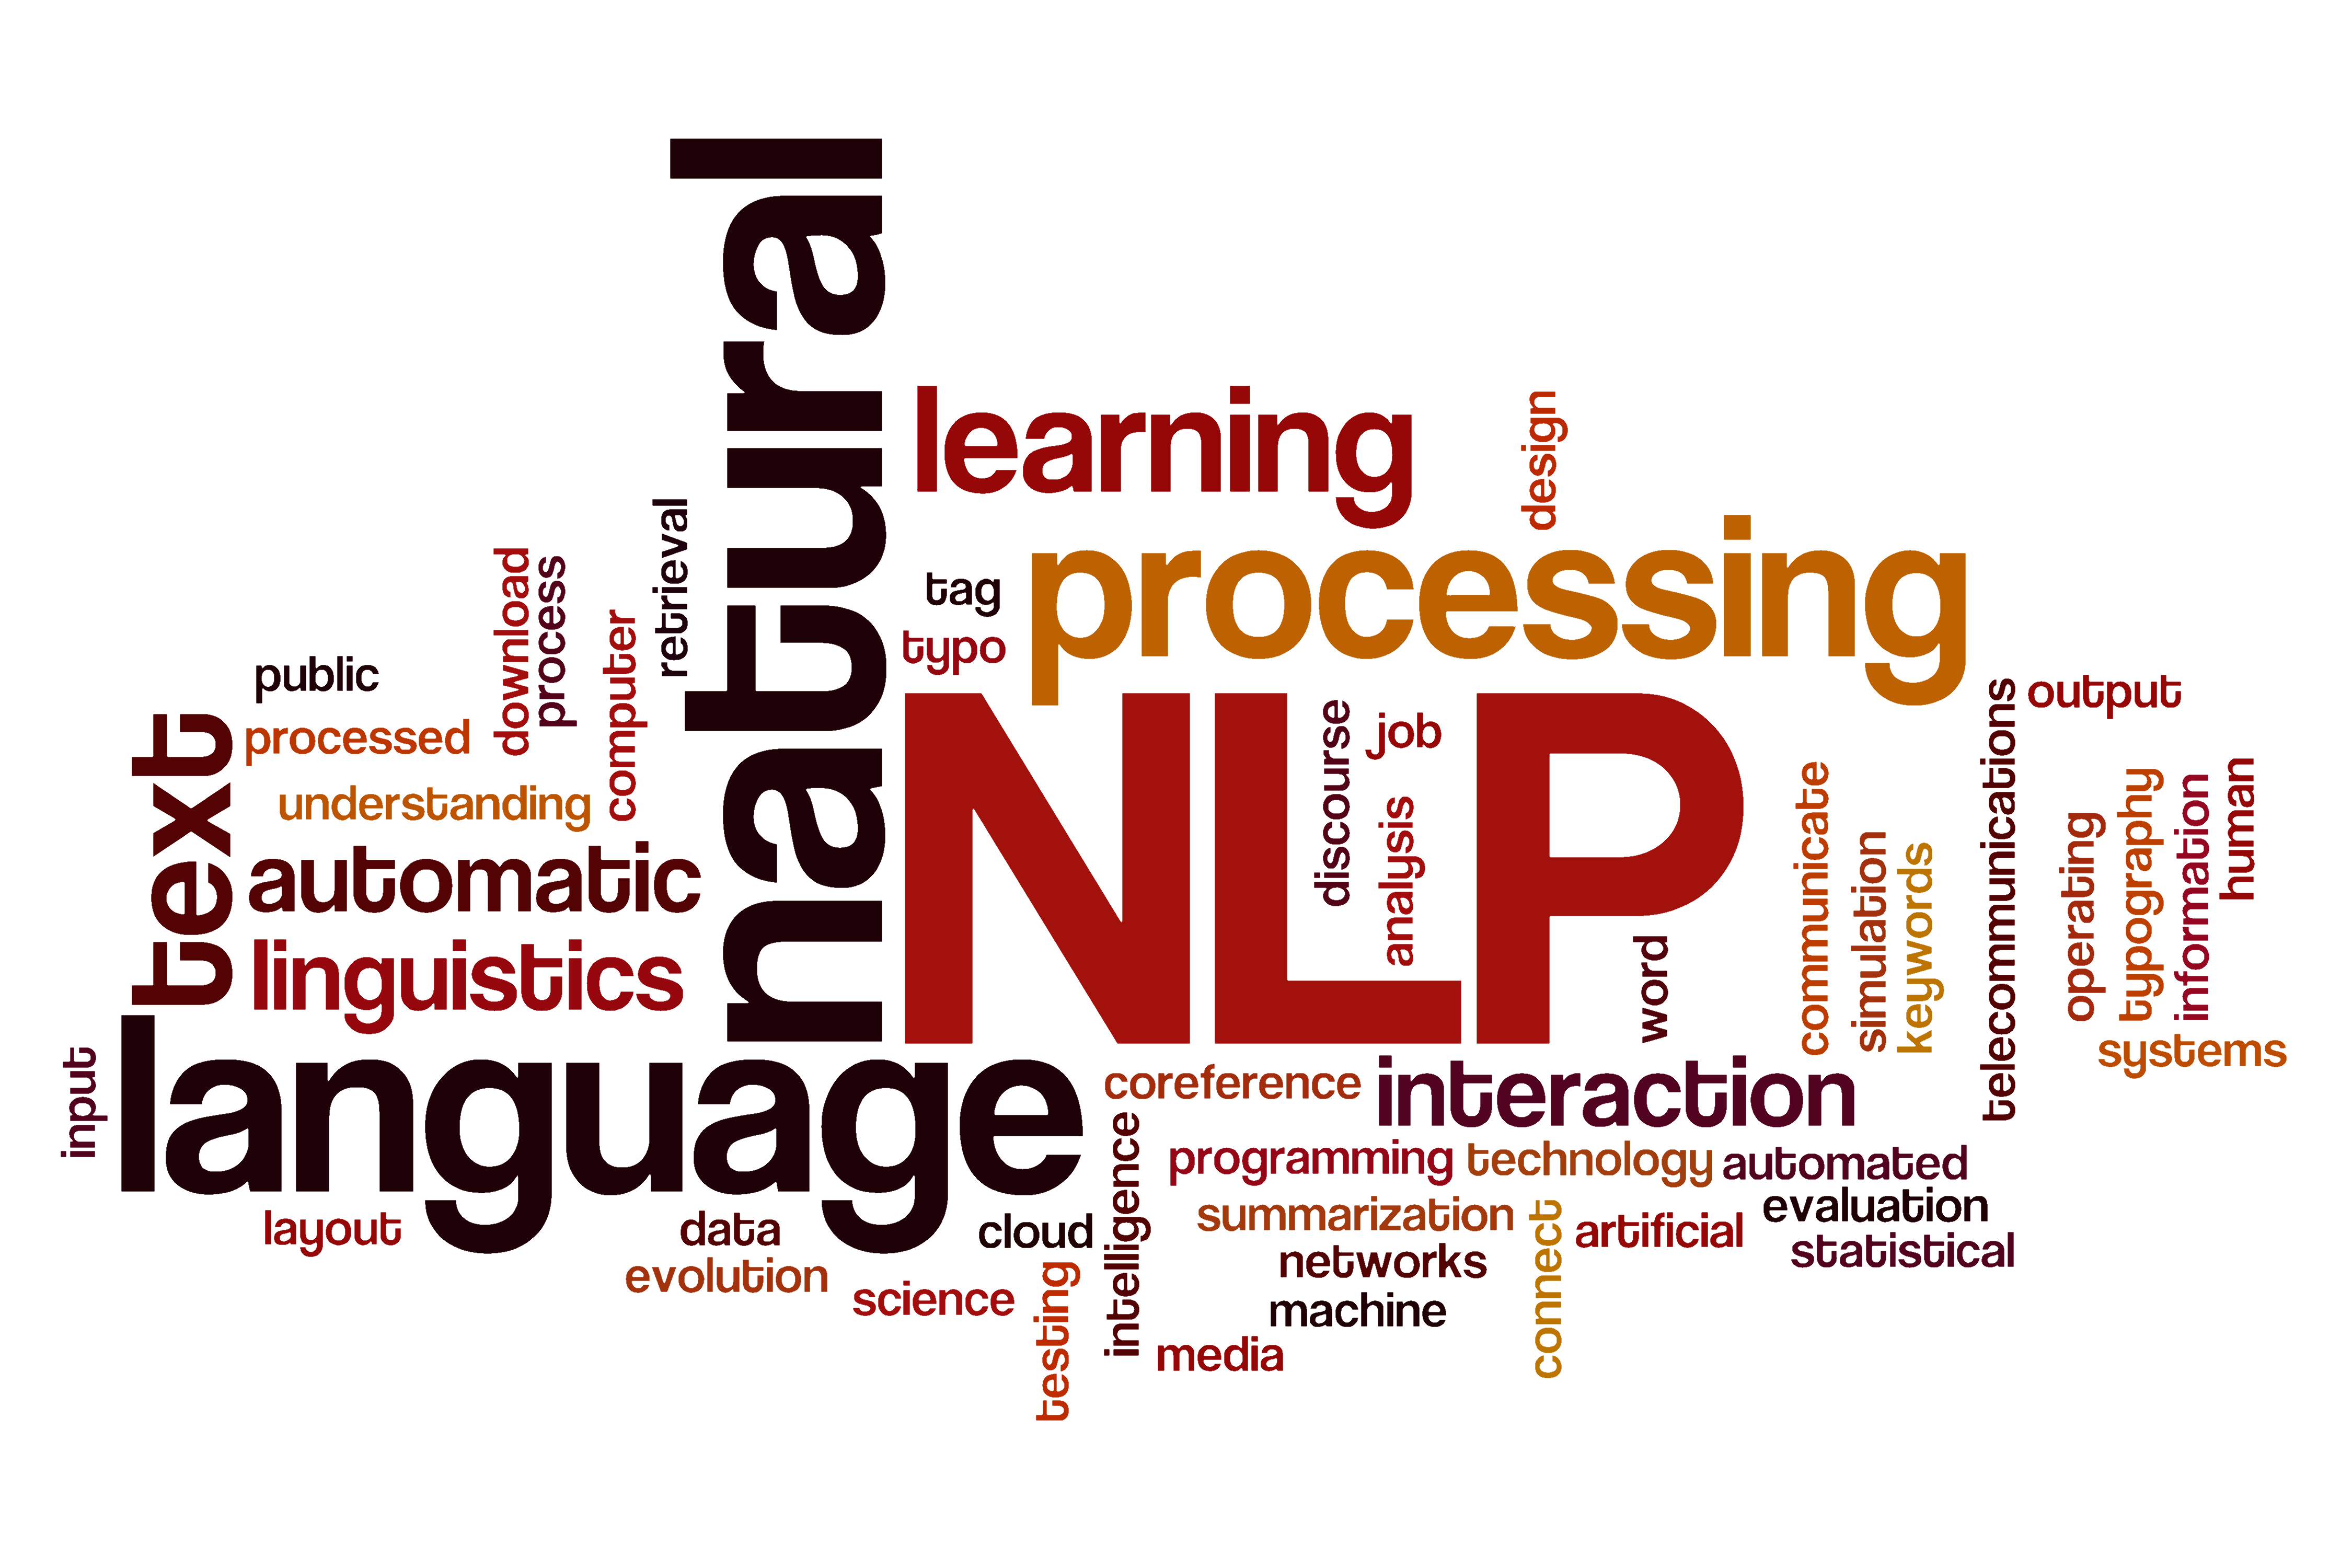 natural
learning
design
processing
retrieval
tag
typo
download
process
computer
public
processed
understanding
text
automatic
linguistics
NLP
discourse
job
analysis
word
communicate
simulation
keywords
telecommunications
output
operating
typography
information
human
systems
input
language
coreference
interaction
intelligence
programming
technology
automated
summarization
connect
artificial
evaluation
statistical
layout
data
cloud
evolution
science
testing
networks
machine
media